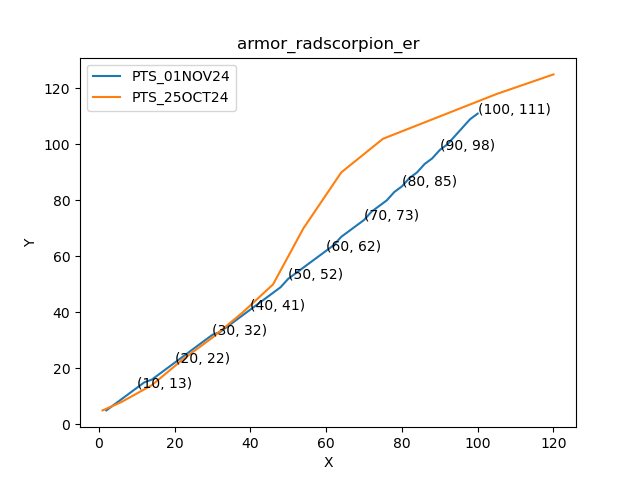 armor_radscorpion_er
PTS_01NOV24
PTS_25OCT24
Y
120
100
80
60
40
20
0
(100, 111)
(90, 98)
(80, 85)
(70, 73)
(60, 62)
(50, 52)
(40, 41)
(30, 32)
(20, 22)
(10, 13)
0 20 40 60 80 100 120
X